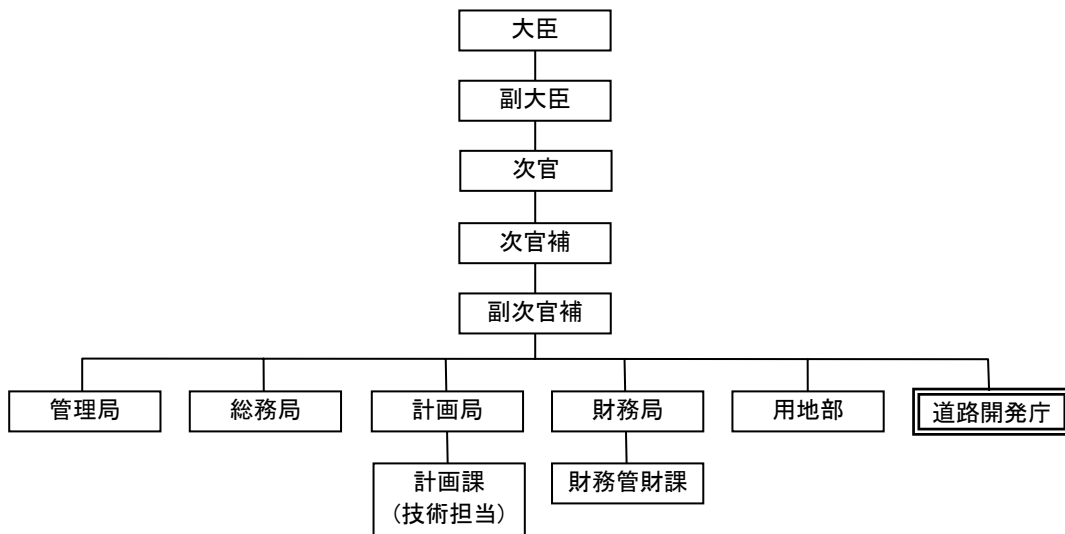 大臣
副大臣
次官
次官補
副次官補
管理局
総務局
計画局
財務局
用地部
道路開発庁
計画課
（技術担当）
財務管財課